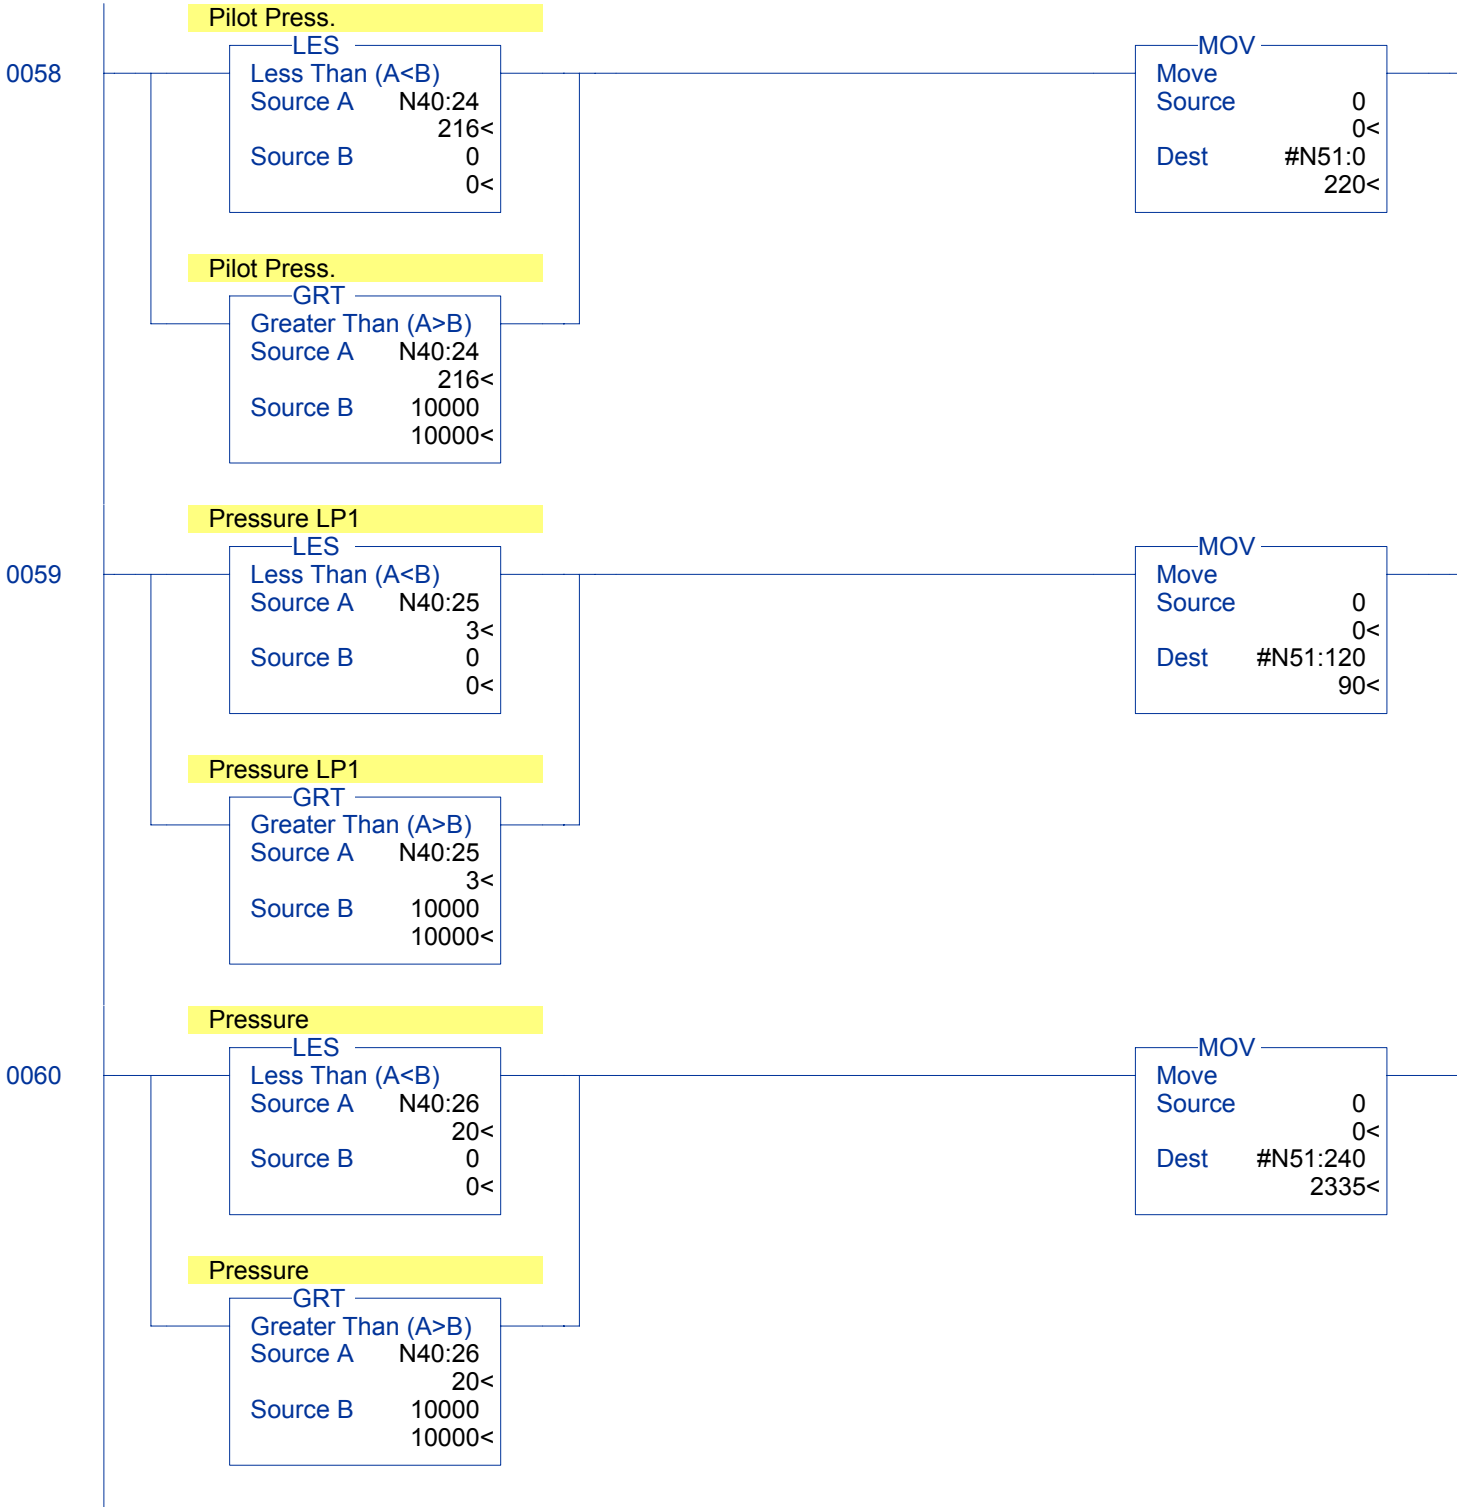 Pilot Press.
LES
MOV
0058
Less Than (A<B)
Move
Source A N40:24
Source 0
216<
0<
Source B 0
Dest #N51:0
0<
220<
Pilot Press.
GRT
Greater Than (A>B)
Source A N40:24
216<
Source B 10000
10000<
Pressure LP1
LES
MOV
0059
Less Than (A<B)
Move
Source A N40:25
Source 0
3<
0<
Source B 0
Dest #N51:120
0<
90<
Pressure LP1
GRT
Greater Than (A>B)
Source A N40:25
3<
Source B 10000
10000<
Pressure
LES
MOV
0060
Less Than (A<B)
Move
Source A N40:26
Source 0
20<
0<
Source B 0
Dest #N51:240
0<
2335<
Pressure
GRT
Greater Than (A>B)
Source A N40:26
20<
Source B 10000
10000<